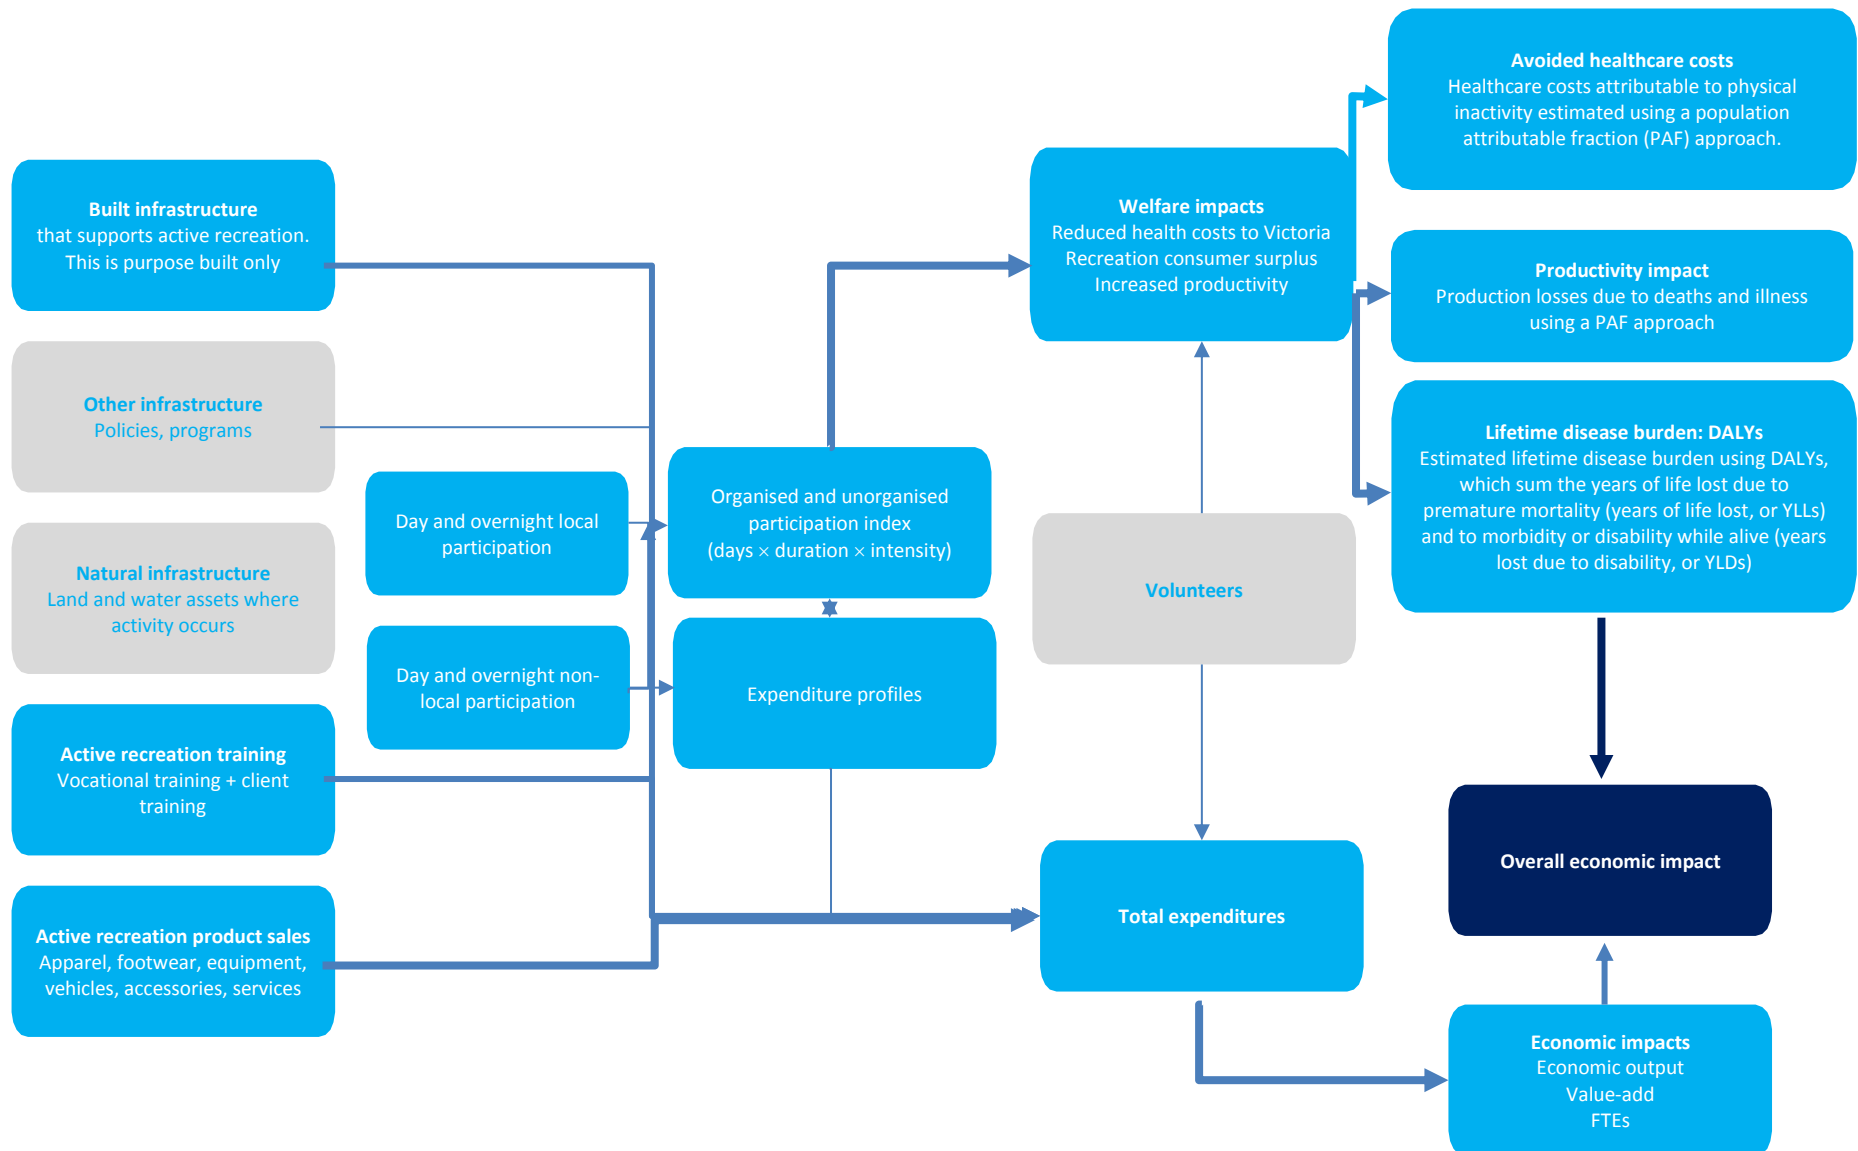 Built infrastructure
that supports active recreation.
This is purpose built only
Other infrastructure
Policies, programs
Natural infrastructure
Land and water assets where
activity occurs
Active recreation training
Vocational training + client
training
Active recreation product sales
Apparel, footwear, equipment,
vehicles, accessories, services
Day and overnight local
participation
Day and overnight non-
local participation
Organised and unorganised
participation index
(days × duration × intensity)
Expenditure profiles
Welfare impacts
Reduced health costs to Victoria
Recreation consumer surplus
Increased productivity
Volunteers
Total expenditures
Avoided healthcare costs
Healthcare costs attributable to physical
inactivity estimated using a population
attributable fraction (PAF) approach.
Productivity impact
Production losses due to deaths and illness
using a PAF approach
Lifetime disease burden: DALYs
Estimated lifetime disease burden using DALYs,
which sum the years of life lost due to
premature mortality (years of life lost, or YLLs)
and to morbidity or disability while alive (years
lost due to disability, or YLDs)
Overall economic impact
Economic impacts
Economic output
Value-add
FTEs